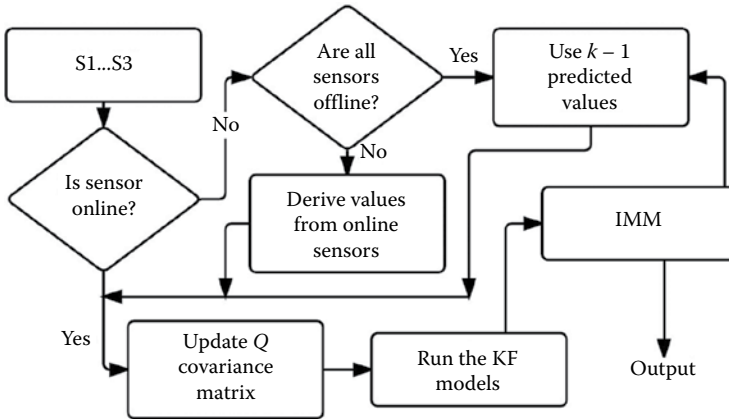 S1...S3
Are all
sensors
offline?
Yes
Use k – 1
predicted
values
No
Is sensor
online?
No
Derive values
from online
sensors
IMM
Yes
Update Q
covariance
matrix
Run the KF
models
Output